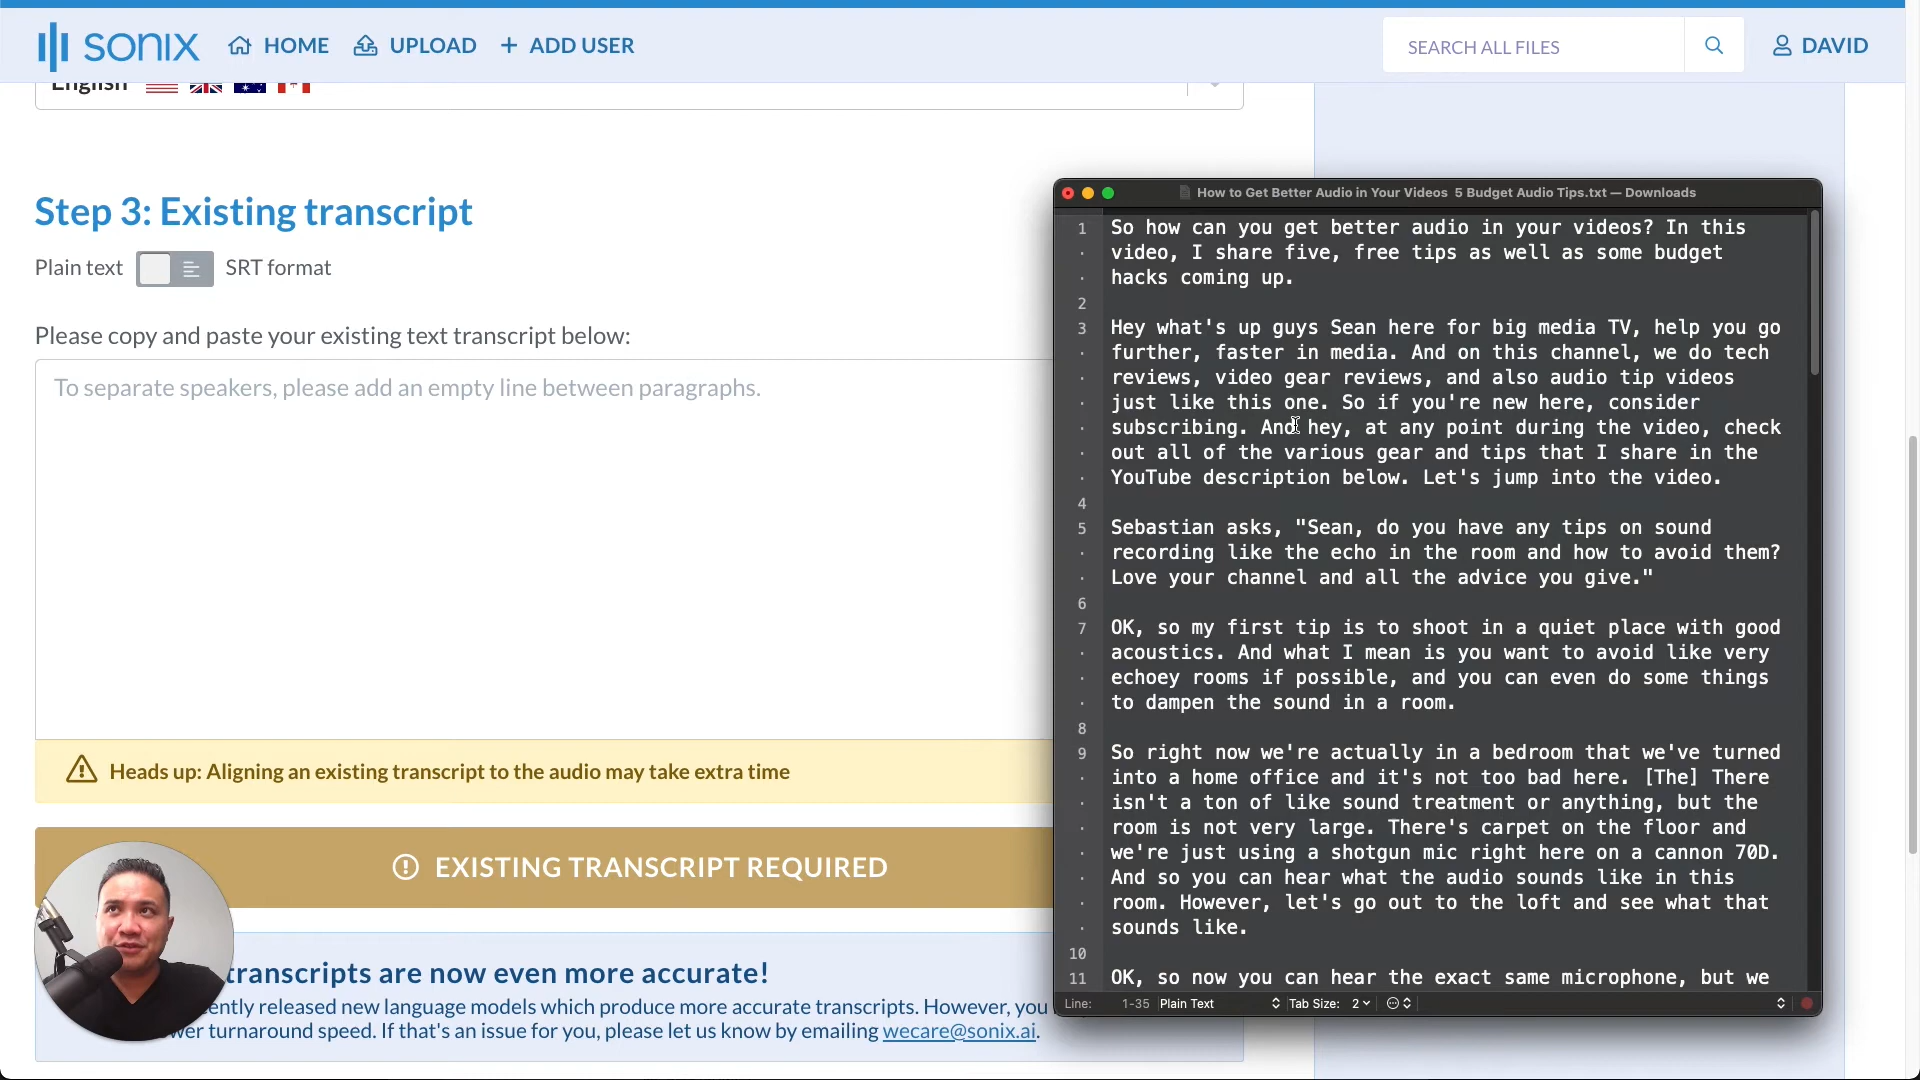 sonix
HOME
UPLOAD
+ ADD USER
SEARCH ALL FILES
DAVID
English
Step 3: Existing transcript
Plain text
SRT format
Please copy and paste your existing text transcript below:
To separate speakers, please add an empty line between paragraphs.
Heads up: Aligning an existing transcript to the audio may take extra time
EXISTING TRANSCRIPT REQUIRED
transcripts are now even more accurate!
ently released new language models which produce more accurate transcripts. However, you
wer turnaround speed. If that's an issue for you, please let us know by emailing wecare@sonix.ai.
How to Get Better Audio in Your Videos 5 Budget Audio Tips.txt — Downloads
1 So how can you get better audio in your videos? In this
video, I share five, free tips as well as some budget
hacks coming up.
2
3 Hey what's up guys Sean here for big media TV, help you go
further, faster in media. And on this channel, we do tech
reviews, video gear reviews, and also audio tip videos
just like this one. So if you're new here, consider
subscribing. And hey, at any point during the video, check
out all of the various gear and tips that I share in the
YouTube description below. Let's jump into the video.
4
5 Sebastian asks, "Sean, do you have any tips on sound
recording like the echo in the room and how to avoid them?
Love your channel and all the advice you give."
6
7 OK, so my first tip is to shoot in a quiet place with good
acoustics. And what I mean is you want to avoid like very
echoey rooms if possible, and you can even do some things
to dampen the sound in a room.
8
9 So right now we're actually in a bedroom that we've turned
into a home office and it's not too bad here. [The] There
isn't a ton of like sound treatment or anything, but the
room is not very large. There's carpet on the floor and
we're just using a shotgun mic right here on a cannon 70D.
And so you can hear what the audio sounds like in this
room. However, let's go out to the loft and see what that
sounds like.
10
11 OK, so now you can hear the exact same microphone, but we
Line: 1-35 Plain Text Tab Size: 2